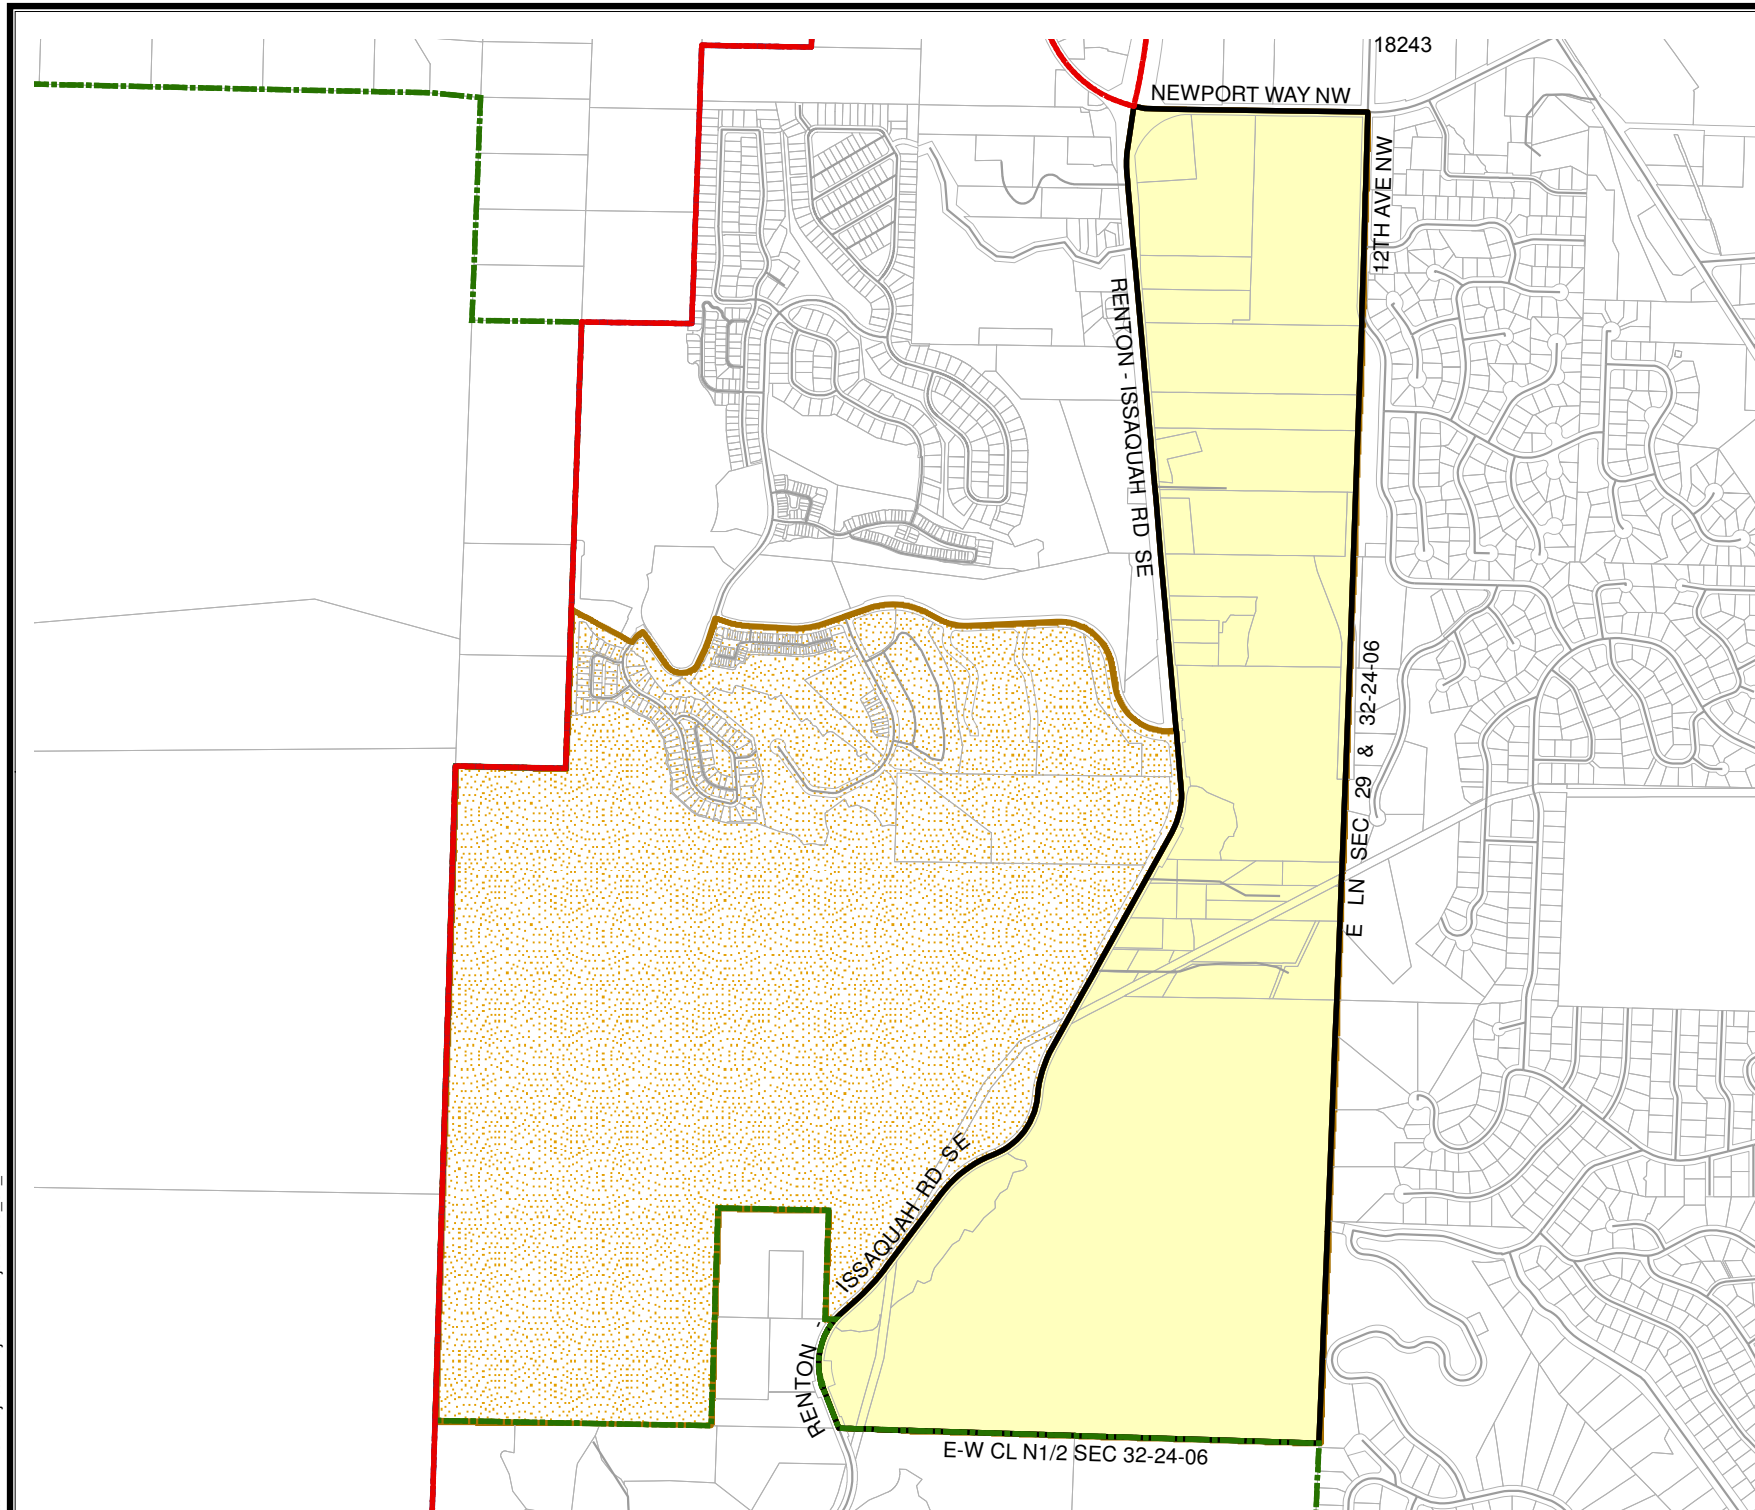 18243
NEWPORT WAY NW
12TH AVE NW
RENTON - ISSAQUAH RD SE
E LN SEC 29 & 32-24-06
RENTON - ISSAQUAH RD SE
E-W CL N1/2 SEC 32-24-06